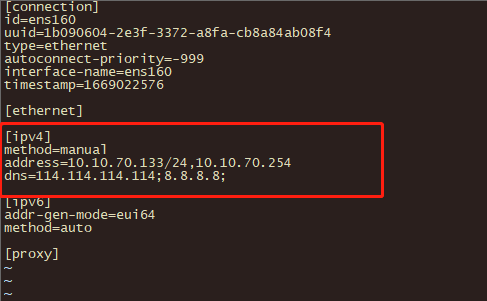 [connection]
id=ens160
uuid=1b090604-2e3f-3372-a8fa-cb8a84ab08f4
type=ethernet
autoconnect-priority=-999
interface-name=ens160
timestamp=1669022576
[ethernet]
[ipv4]
method=manual
address=10.10.70.133/24,10.10.70.254
dns=114.114.114.114;8.8.8.8;
[ipv6]
addr-gen-mode=eui64
method=auto
[proxy]
~
~
~